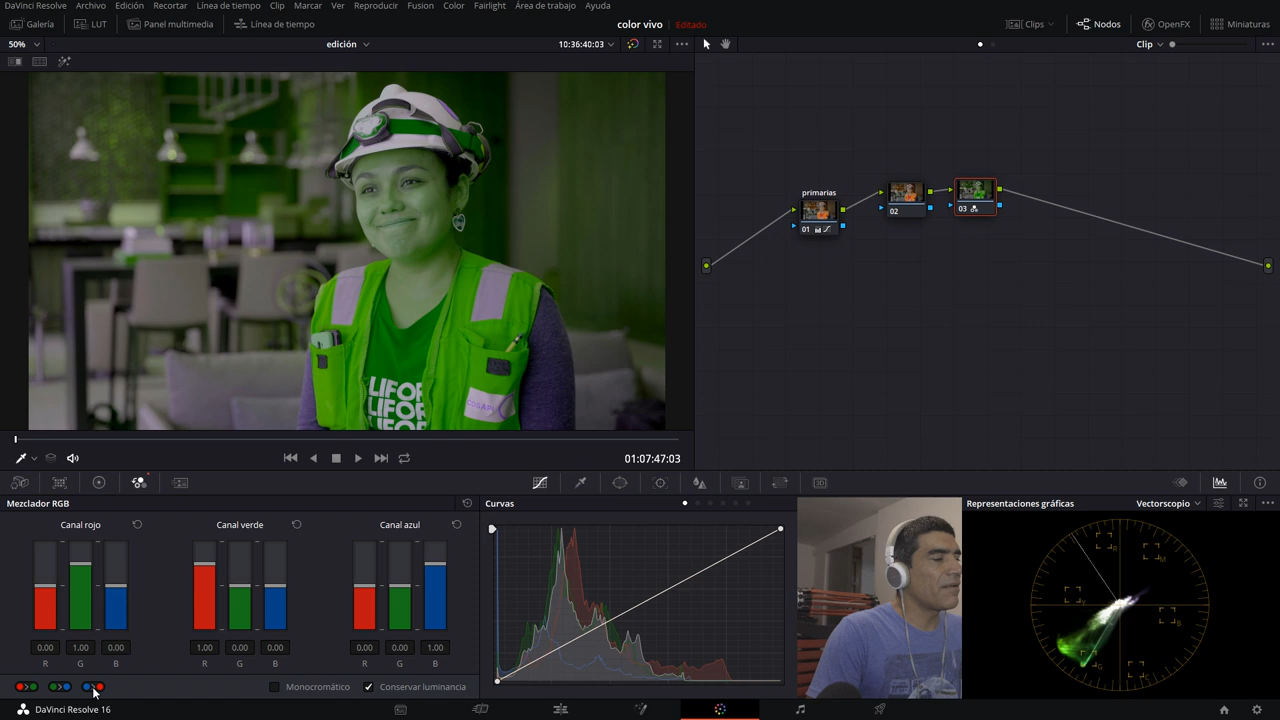 DaVinci Resolve Archivo Edición Recortar Línea de tiempo Clip Marcar Ver Reproducir Fusion Color Fairlight Área de trabajo Ayuda
Galería LUT Panel multimedia Línea de tiempo color vivo Editado Clips Nodos OpenFX Miniaturas
50% edición 10:36:40:03 Clip
primarias
01
02
03
LIFOR
LIFOR
LIFOR
COSAPI
01:07:47:03
Mezclador RGB Curvas Representaciones gráficas Vectorscopio
Canal rojo Canal verde Canal azul
0.00 1.00 0.00 1.00 0.00 0.00 0.00 0.00 1.00
R G B R G B R G B
Monocromático Conservar luminancia
R
M
Y
B
G
DaVinci Resolve 16